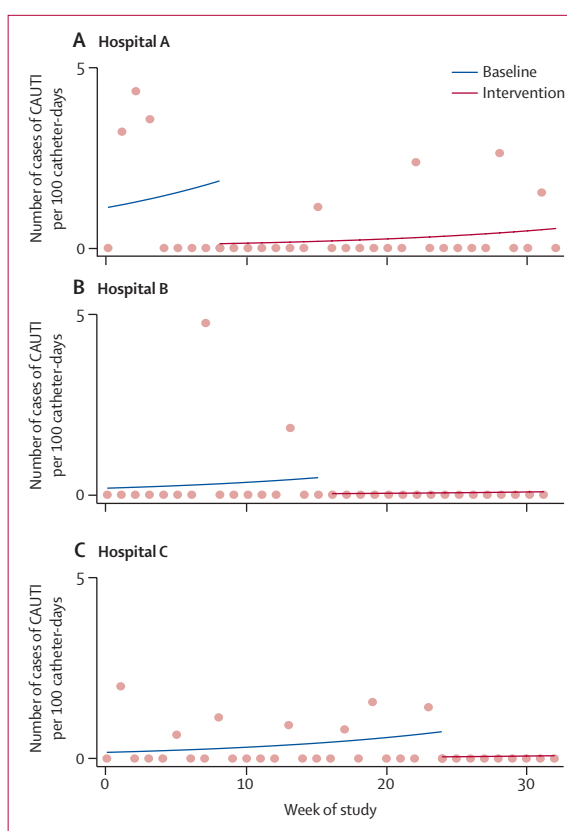 A Hospital A
Number of cases of CAUTI
per 100 catheter-days
5
0
Baseline
Intervention
B Hospital B
Number of cases of CAUTI
per 100 catheter-days
5
0
C Hospital C
Number of cases of CAUTI
per 100 catheter-days
5
0
0 10 20 30
Week of study